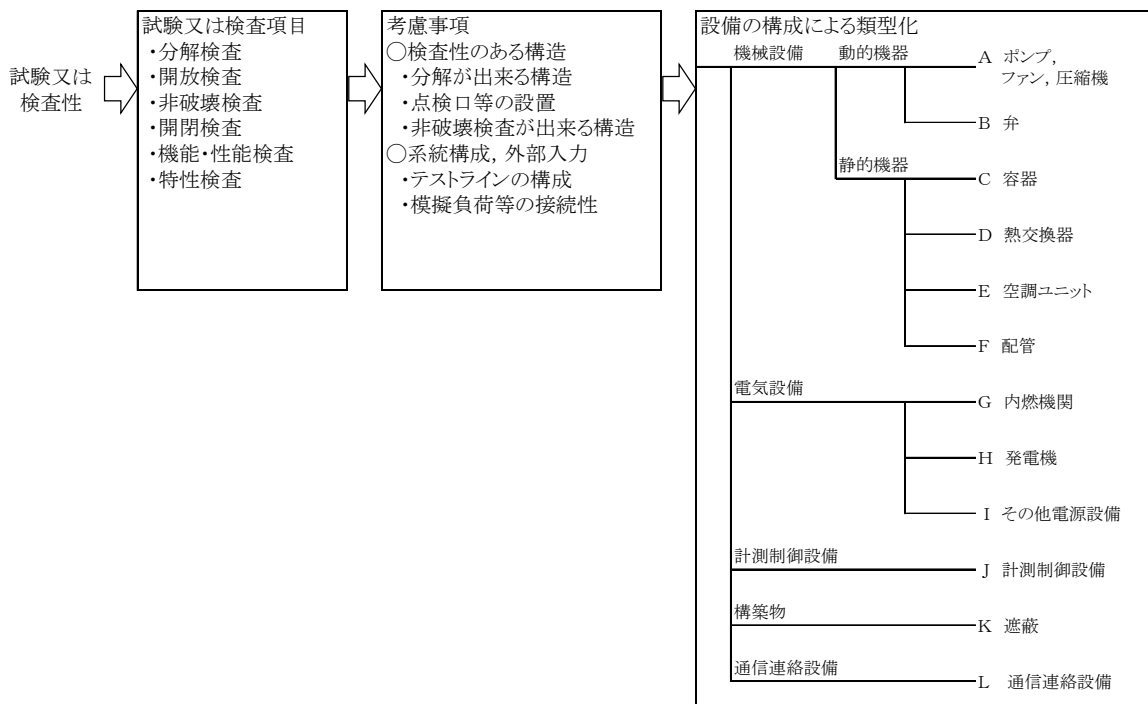 試験又は
検査性
試験又は検査項目
・分解検査
・開放検査
・非破壊検査
・開閉検査
・機能・性能検査
・特性検査
考慮事項
○検査性のある構造
・分解が出来る構造
・点検口等の設置
・非破壊検査が出来る構造
○系統構成, 外部入力
・テストラインの構成
・模擬負荷等の接続性
設備の構成による類型化
機械設備
動的機器
A ポンプ,
ファン, 圧縮機
B 弁
静的機器
C 容器
D 熱交換器
E 空調ユニット
F 配管
電気設備
G 内燃機関
H 発電機
I その他電源設備
計測制御設備
J 計測制御設備
構築物
K 遮蔽
通信連絡設備
L 通信連絡設備